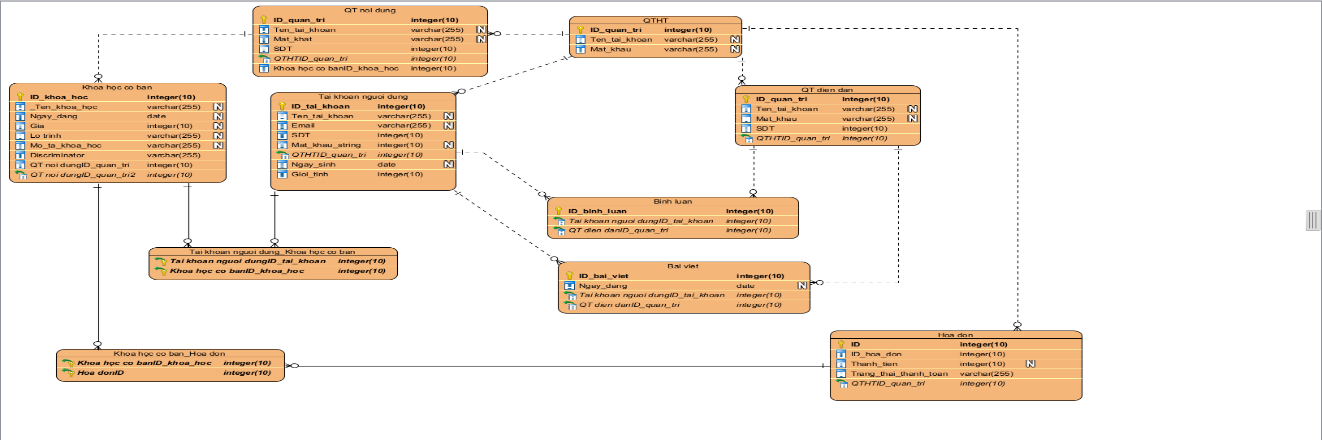 QT noi dung
ID_quan_tri integer(10)
Ten_tai_khoan varchar(255) N
Mat_khat varchar(255) N
SDT integer(10)
QTHTID_quan_tri integer(10)
Khoa học co banID_khoa_hoc integer(10)
QTHT
ID_quan_tri integer(10)
Ten_tai_khoan varchar(255) N
Mat_khau varchar(255) N
Khoa học co ban
ID_khoa_hoc integer(10)
_Ten_khoa_học varchar(255) N
Ngay_dang date N
Gia integer(10) N
Lo trinh varchar(255) N
Mo_ta_khoa_hoc varchar(255) N
Discriminator varchar(255)
QT noi dungID_quan_tri integer(10)
QT noi dungID_quan_tri2 integer(10)
Tai khoan nguoi dung
ID_tai_khoan integer(10)
Ten_tai_khoan varchar(255) N
Email varchar(255) N
SDT integer(10)
Mat_khau_string integer(10) N
QTHTID_quan_tri integer(10)
Ngay_sinh date N
Gioi_tinh integer(10)
QT dien dan
ID_quan_tri integer(10)
Ten_tai_khoan varchar(255) N
Mat_khau varchar(255) N
SDT integer(10)
QTHTID_quan_tri integer(10)
Binh luan
ID_binh_luan integer(10)
Tai khoan nguoi dungID_tai_khoan integer(10)
QT dien danID_quan_tri integer(10)
Tai khoan nguoi dung_Khoa học co ban
Tai khoan nguoi dungID_tai_khoan integer(10)
Khoa học co banID_khoa_hoc integer(10)
Bai viet
ID_bai_viet integer(10)
Ngay_dang date N
Tai khoan nguoi dungID_tai_khoan integer(10)
QT dien danID_quan_tri integer(10)
Khoa học co ban_Hoa don
Khoa học co banID_khoa_hoc integer(10)
Hoa donID integer(10)
Hoa don
ID integer(10)
ID_hoa_don integer(10)
Thanh_tien integer(10) N
Trang_thai_thanh_toan varchar(255)
QTHTID_quan_tri integer(10)